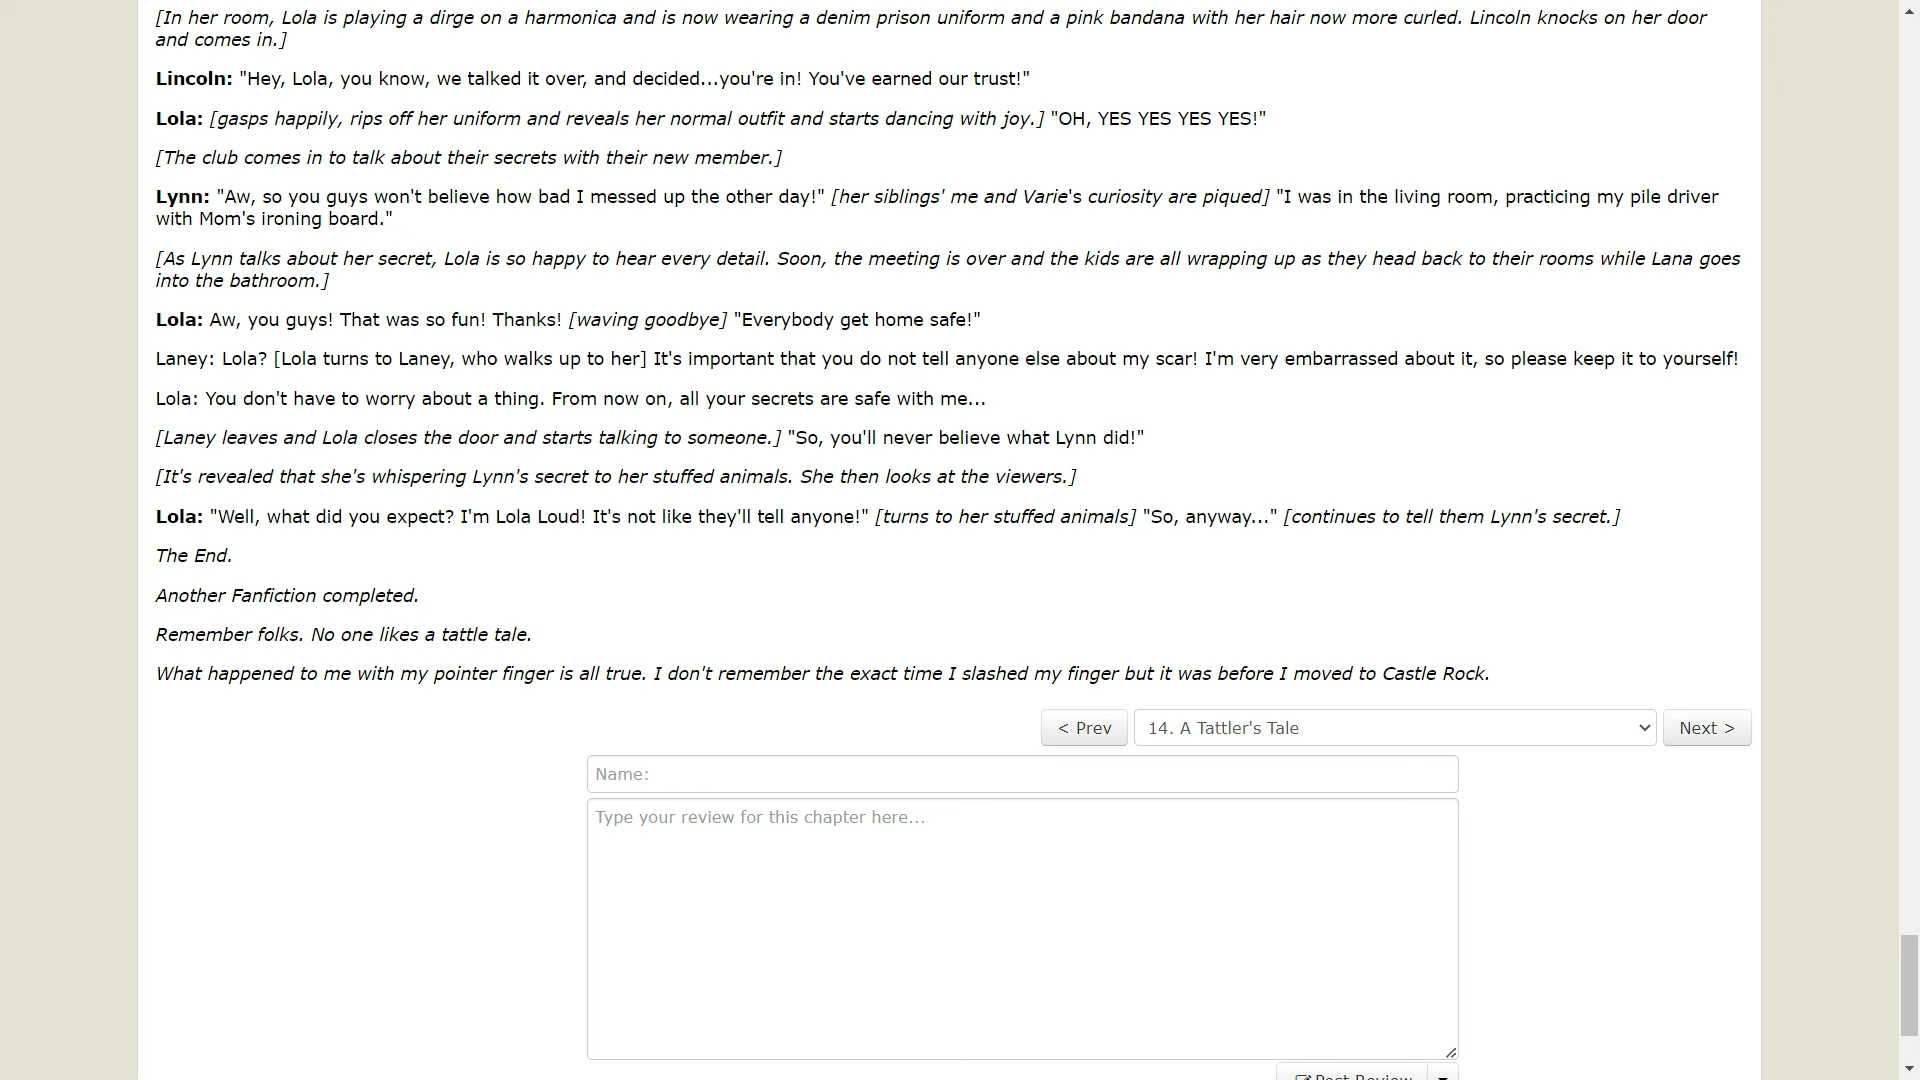 [In her room, Lola is playing a dirge on a harmonica and is now wearing a denim prison uniform and a pink bandana with her hair now more curled. Lincoln knocks on her door
and comes in.]
Lincoln: "Hey, Lola, you know, we talked it over, and decided...you're in! You've earned our trust!"
Lola: [gasps happily, rips off her uniform and reveals her normal outfit and starts dancing with joy.] "OH, YES YES YES YES!"
[The club comes in to talk about their secrets with their new member.]
Lynn: "Aw, so you guys won't believe how bad I messed up the other day!" [her siblings' me and Varie's curiosity are piqued] "I was in the living room, practicing my pile driver
with Mom's ironing board."
[As Lynn talks about her secret, Lola is so happy to hear every detail. Soon, the meeting is over and the kids are all wrapping up as they head back to their rooms while Lana goes
into the bathroom.]
Lola: Aw, you guys! That was so fun! Thanks! [waving goodbye] "Everybody get home safe!"
Laney: Lola? [Lola turns to Laney, who walks up to her] It's important that you do not tell anyone else about my scar! I'm very embarrassed about it, so please keep it to yourself!
Lola: You don't have to worry about a thing. From now on, all your secrets are safe with me...
[Laney leaves and Lola closes the door and starts talking to someone.] "So, you'll never believe what Lynn did!"
[It's revealed that she's whispering Lynn's secret to her stuffed animals. She then looks at the viewers.]
Lola: "Well, what did you expect? I'm Lola Loud! It's not like they'll tell anyone!" [turns to her stuffed animals] "So, anyway..." [continues to tell them Lynn's secret.]
The End.
Another Fanfiction completed.
Remember folks. No one likes a tattle tale.
What happened to me with my pointer finger is all true. I don't remember the exact time I slashed my finger but it was before I moved to Castle Rock.
< Prev 14. A Tattler's Tale Next >
Name:
Type your review for this chapter here...
Post Review